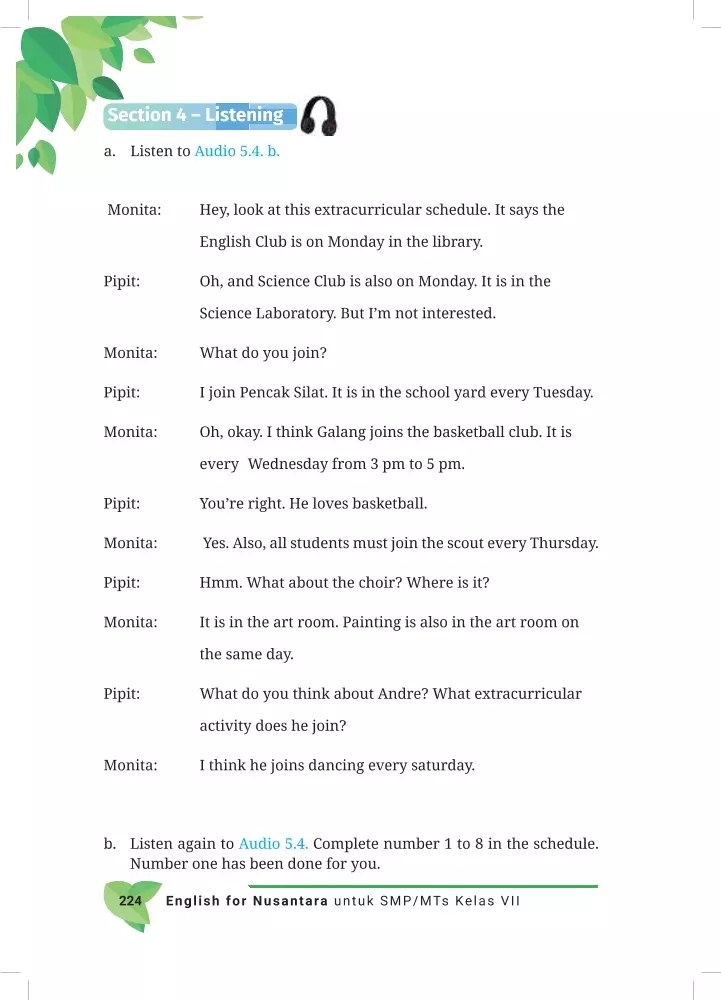 Section 4 – Listening
a. Listen to Audio 5.4. b.
Monita: Hey, look at this extracurricular schedule. It says the
English Club is on Monday in the library.
Pipit: Oh, and Science Club is also on Monday. It is in the
Science Laboratory. But I’m not interested.
Monita: What do you join?
Pipit: I join Pencak Silat. It is in the school yard every Tuesday.
Monita: Oh, okay. I think Galang joins the basketball club. It is
every Wednesday from 3 pm to 5 pm.
Pipit: You’re right. He loves basketball.
Monita: Yes. Also, all students must join the scout every Thursday.
Pipit: Hmm. What about the choir? Where is it?
Monita: It is in the art room. Painting is also in the art room on
the same day.
Pipit: What do you think about Andre? What extracurricular
activity does he join?
Monita: I think he joins dancing every saturday.
b. Listen again to Audio 5.4. Complete number 1 to 8 in the schedule.
Number one has been done for you.
224 English for Nusantara untuk SMP/MTs Kelas VII